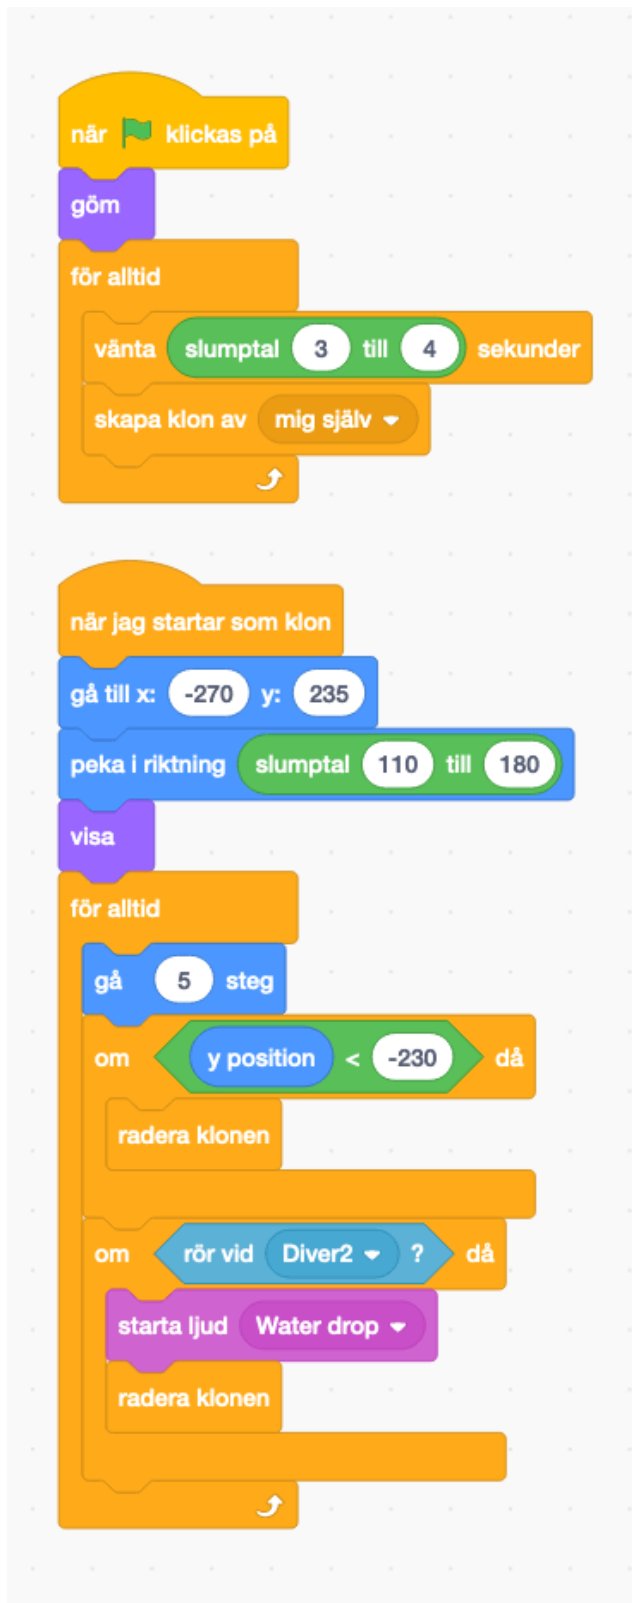 när klickas på
göm
för alltid
vänta slumptal 3 till 4 sekunder
skapa klon av mig själv
när jag startar som klon
gå till x: -270 y: 235
peka i riktning slumptal 110 till 180
visa
för alltid
gå 5 steg
om y position < -230 då
radera klonen
om rör vid Diver2 ? då
starta ljud Water drop
radera klonen